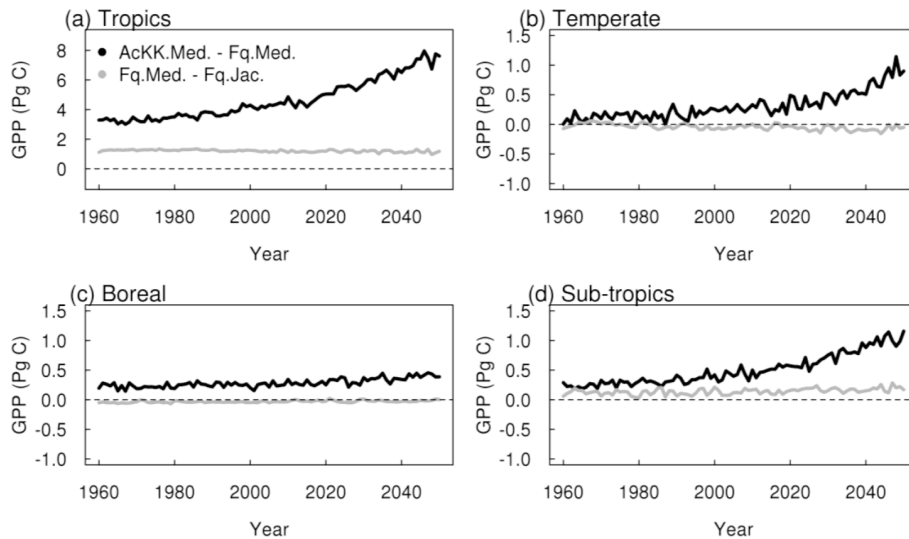 (a) Tropics
AcKK.Med. - Fq.Med.
Fq.Med. - Fq.Jac.
GPP (Pg C)
8
6
4
2
0
1960 1980 2000 2020 2040
Year
(b) Temperate
GPP (Pg C)
1.5
1.0
0.5
0.0
-0.5
-1.0
1960 1980 2000 2020 2040
Year
(c) Boreal
GPP (Pg C)
1.5
1.0
0.5
0.0
-0.5
-1.0
1960 1980 2000 2020 2040
Year
(d) Sub-tropics
GPP (Pg C)
1.5
1.0
0.5
0.0
-0.5
-1.0
1960 1980 2000 2020 2040
Year